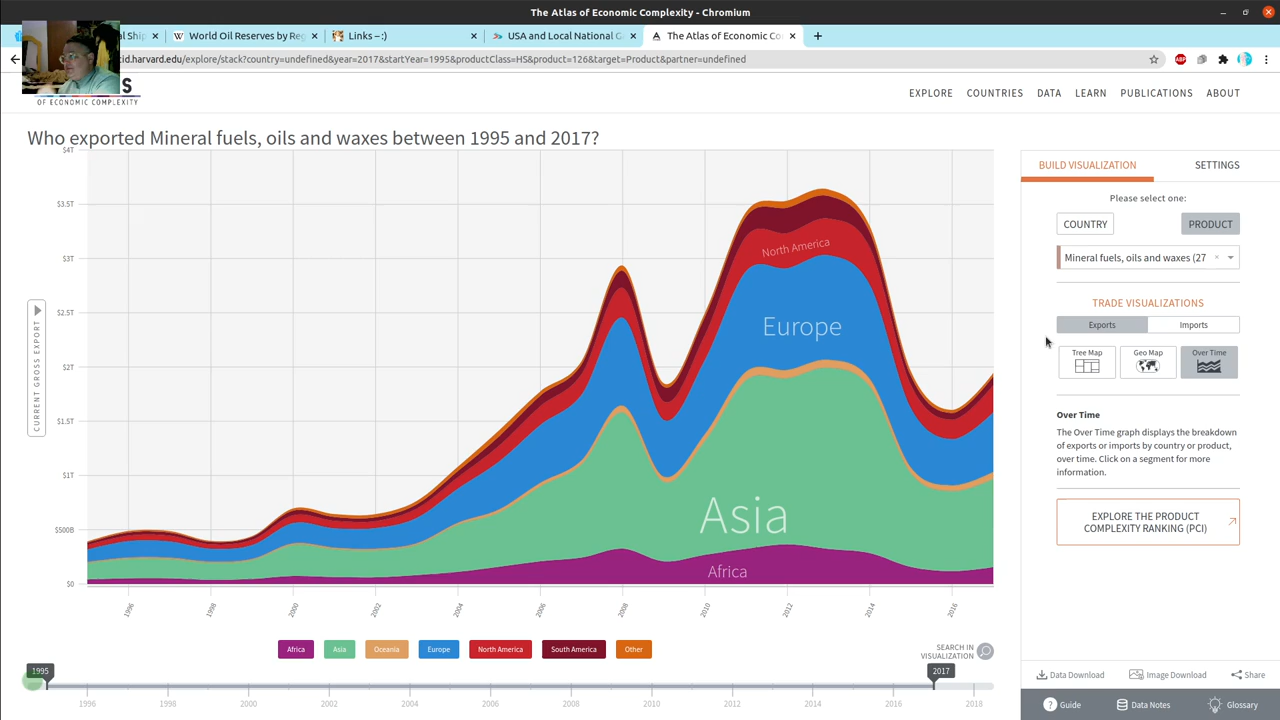 The Atlas of Economic Complexity - Chromium
al Ship
World Oil Reserves by Reg
Links – :)
USA and Local National G
The Atlas of Economic Co
cid.harvard.edu/explore/stack?country=undefined&year=2017&startYear=1995&productClass=HS&product=126&target=Product&partner=undefined
ABP
S
OF ECONOMIC COMPLEXITY
EXPLORE COUNTRIES DATA LEARN PUBLICATIONS ABOUT
Who exported Mineral fuels, oils and waxes between 1995 and 2017?
BUILD VISUALIZATION SETTINGS
Please select one:
COUNTRY PRODUCT
Mineral fuels, oils and waxes (27
TRADE VISUALIZATIONS
Exports Imports
Tree Map Geo Map Over Time
Over Time
The Over Time graph displays the breakdown
of exports or imports by country or product,
over time. Click on a segment for more
information.
EXPLORE THE PRODUCT
COMPLEXITY RANKING (PCI)
CURRENT GROSS EXPORT
$4T
$3.5T
$3T
$2.5T
$2T
$1.5T
$1T
$500B
$0
North America
Europe
Asia
Africa
1996 1998 2000 2002 2004 2006 2008 2010 2012 2014 2016
Africa Asia Oceania Europe North America South America Other
SEARCH IN
VISUALIZATION
1995 2017
1996 1998 2000 2002 2004 2006 2008 2010 2012 2014 2016 2018
Data Download Image Download Share
? Guide Data Notes Glossary